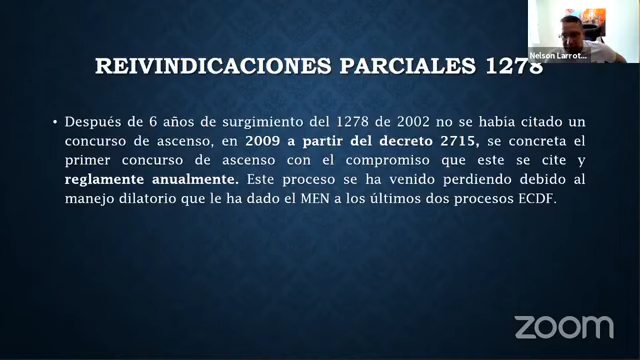 Nelson Larrot...
REIVINDICACIONES PARCIALES 1278
• Después de 6 años de surgimiento del 1278 de 2002 no se había citado un
concurso de ascenso, en 2009 a partir del decreto 2715, se concreta el
primer concurso de ascenso con el compromiso que este se cite y
reglamente anualmente. Este proceso se ha venido perdiendo debido al
manejo dilatorio que le ha dado el MEN a los últimos dos procesos ECDF.
zoom